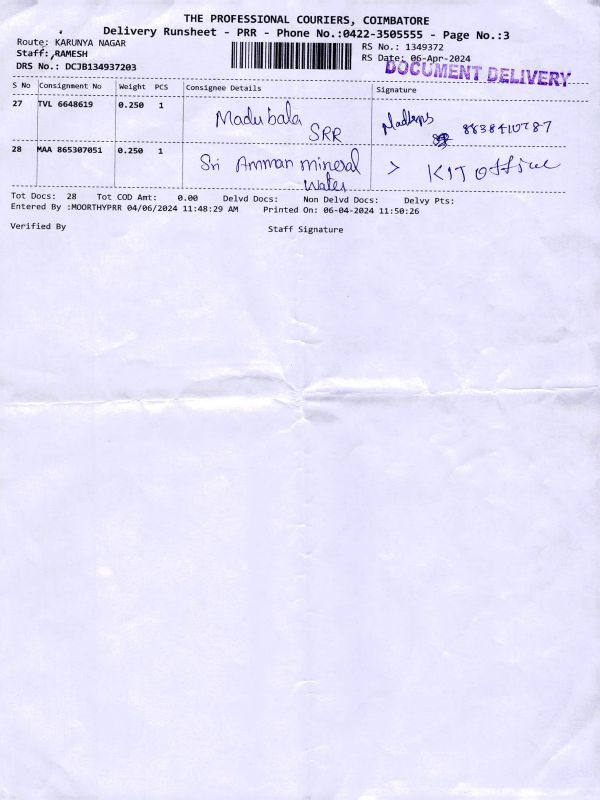 THE PROFESSIONAL COURIERS, COIMBATORE
Delivery Runsheet - PRR - Phone No.:0422-3505555 - Page No.:3
Route: KARUNYA NAGAR
RS No.: 1349372
Staff: RAMESH
RS Date: 06-Apr-2024
DRS No.: DCJB134937203
DOCUMENT DELIVERY
S No Consignment No Weight PCS Consignee Details Signature
27 TVL 6648619 0.250 1
Madubala
SRR
28 MAA 865307051 0.250 1
Sri Amman mineral
Water
> KIT Office
Tot Docs: 28 Tot COD Amt: 0.00 Delvd Docs: Non Delvd Docs: Delvy Pts:
Entered By :MOORTHYPRR 04/06/2024 11:48:29 AM Printed On: 06-04-2024 11:50:26
Verified By Staff Signature